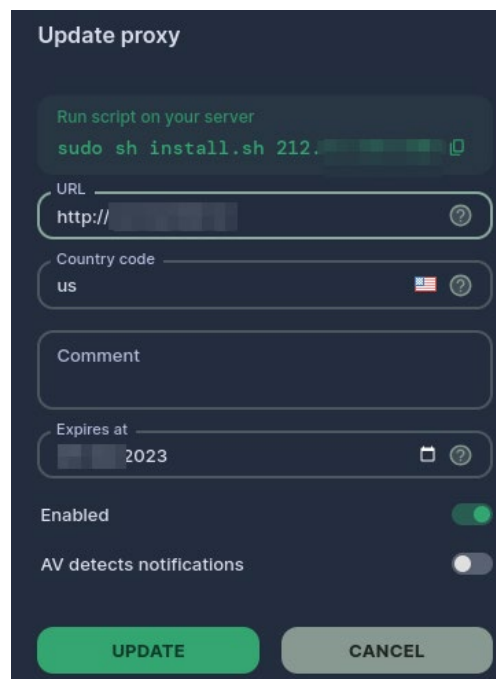 Update proxy
Run script on your server
sudo sh install.sh 212.
URL
http://
Country code
us
Comment
Expires at
2023
Enabled
AV detects notifications
UPDATE
CANCEL